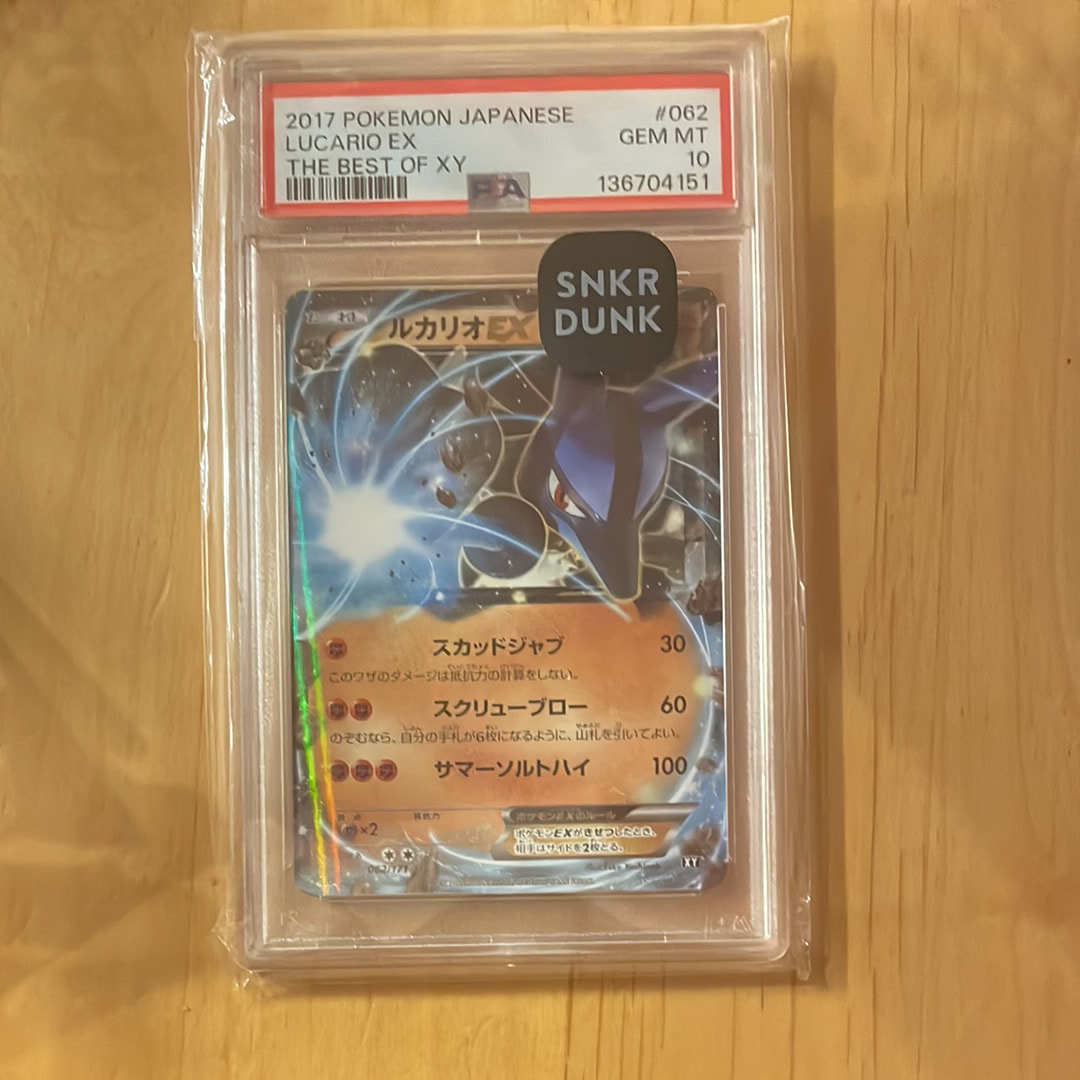 2017 POKEMON JAPANESE #062
LUCARIO EX GEM MT
THE BEST OF XY 10
136704151
PSA
SNKR
DUNK
ルカリオEX
スカッドジャブ 30
このワザのダメージは抵抗力の計算をしない。
スクリューブロー 60
のぞむなら、自分の手札が6枚になるように、山札を引いてよい。
サマーソルトハイ 100
抵抗力
×2
ポケモンEXのルール
ポケモンEXがきぜつしたとき、
相手はサイドを2枚とる。
062/171
XY